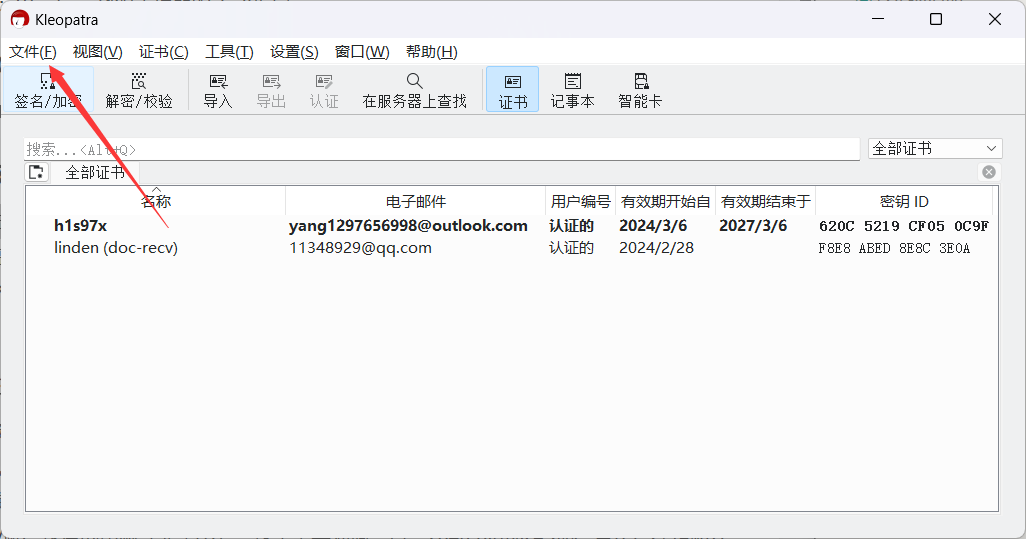 Kleopatra
文件(F) 视图(V) 证书(C) 工具(T) 设置(S) 窗口(W) 帮助(H)
签名/加密 解密/校验 导入 导出 认证 在服务器上查找 证书 记事本 智能卡
搜索...<Alt+Q> 全部证书
全部证书
名称 电子邮件 用户编号 有效期开始自 有效期结束于 密钥 ID
h1s97x yang1297656998@outlook.com 认证的 2024/3/6 2027/3/6 620C 5219 CF05 0C9F
linden (doc-recv) 11348929@qq.com 认证的 2024/2/28 F8E8 ABED 8E8C 3E0A